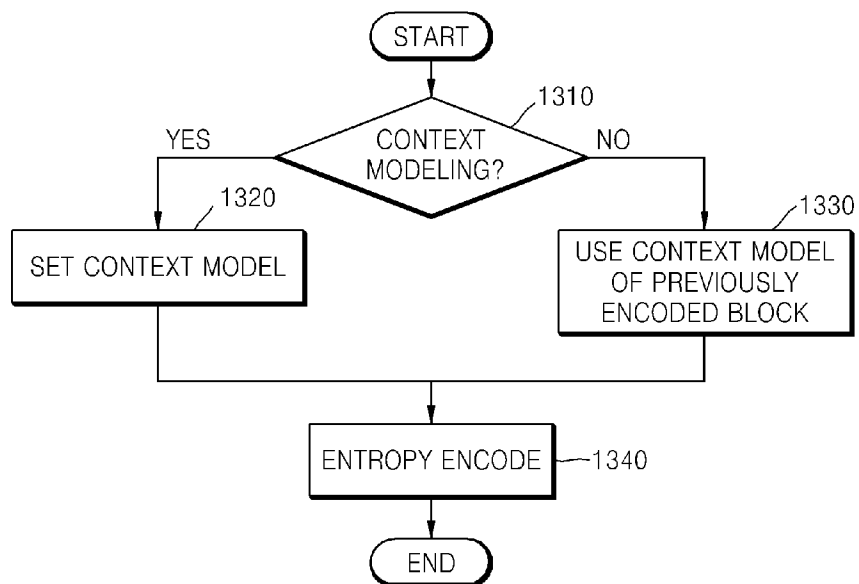 START
1310
CONTEXT
MODELING?
YES
NO
1320
SET CONTEXT MODEL
1330
USE CONTEXT MODEL
OF PREVIOUSLY
ENCODED BLOCK
ENTROPY ENCODE
1340
END